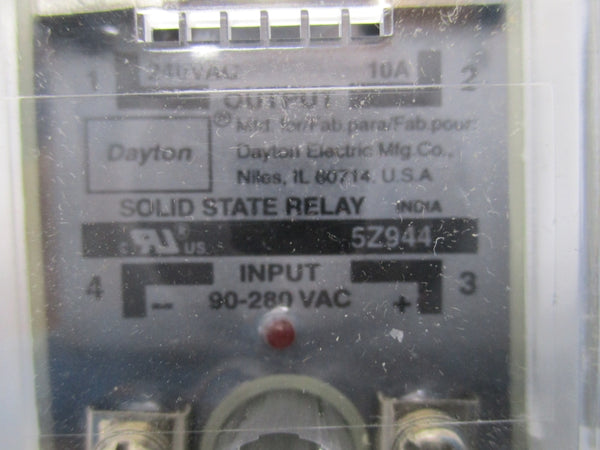 1 240VAC 10A 2
OUTPUT
® Mfd. for/Fab.para/Fab.pour:
Dayton Dayton Electric Mfg.Co.,
Niles, IL 60714. U.S.A
SOLID STATE RELAY INDIA
c RU ® US 5Z944
4 INPUT 3
- 90-280 VAC +